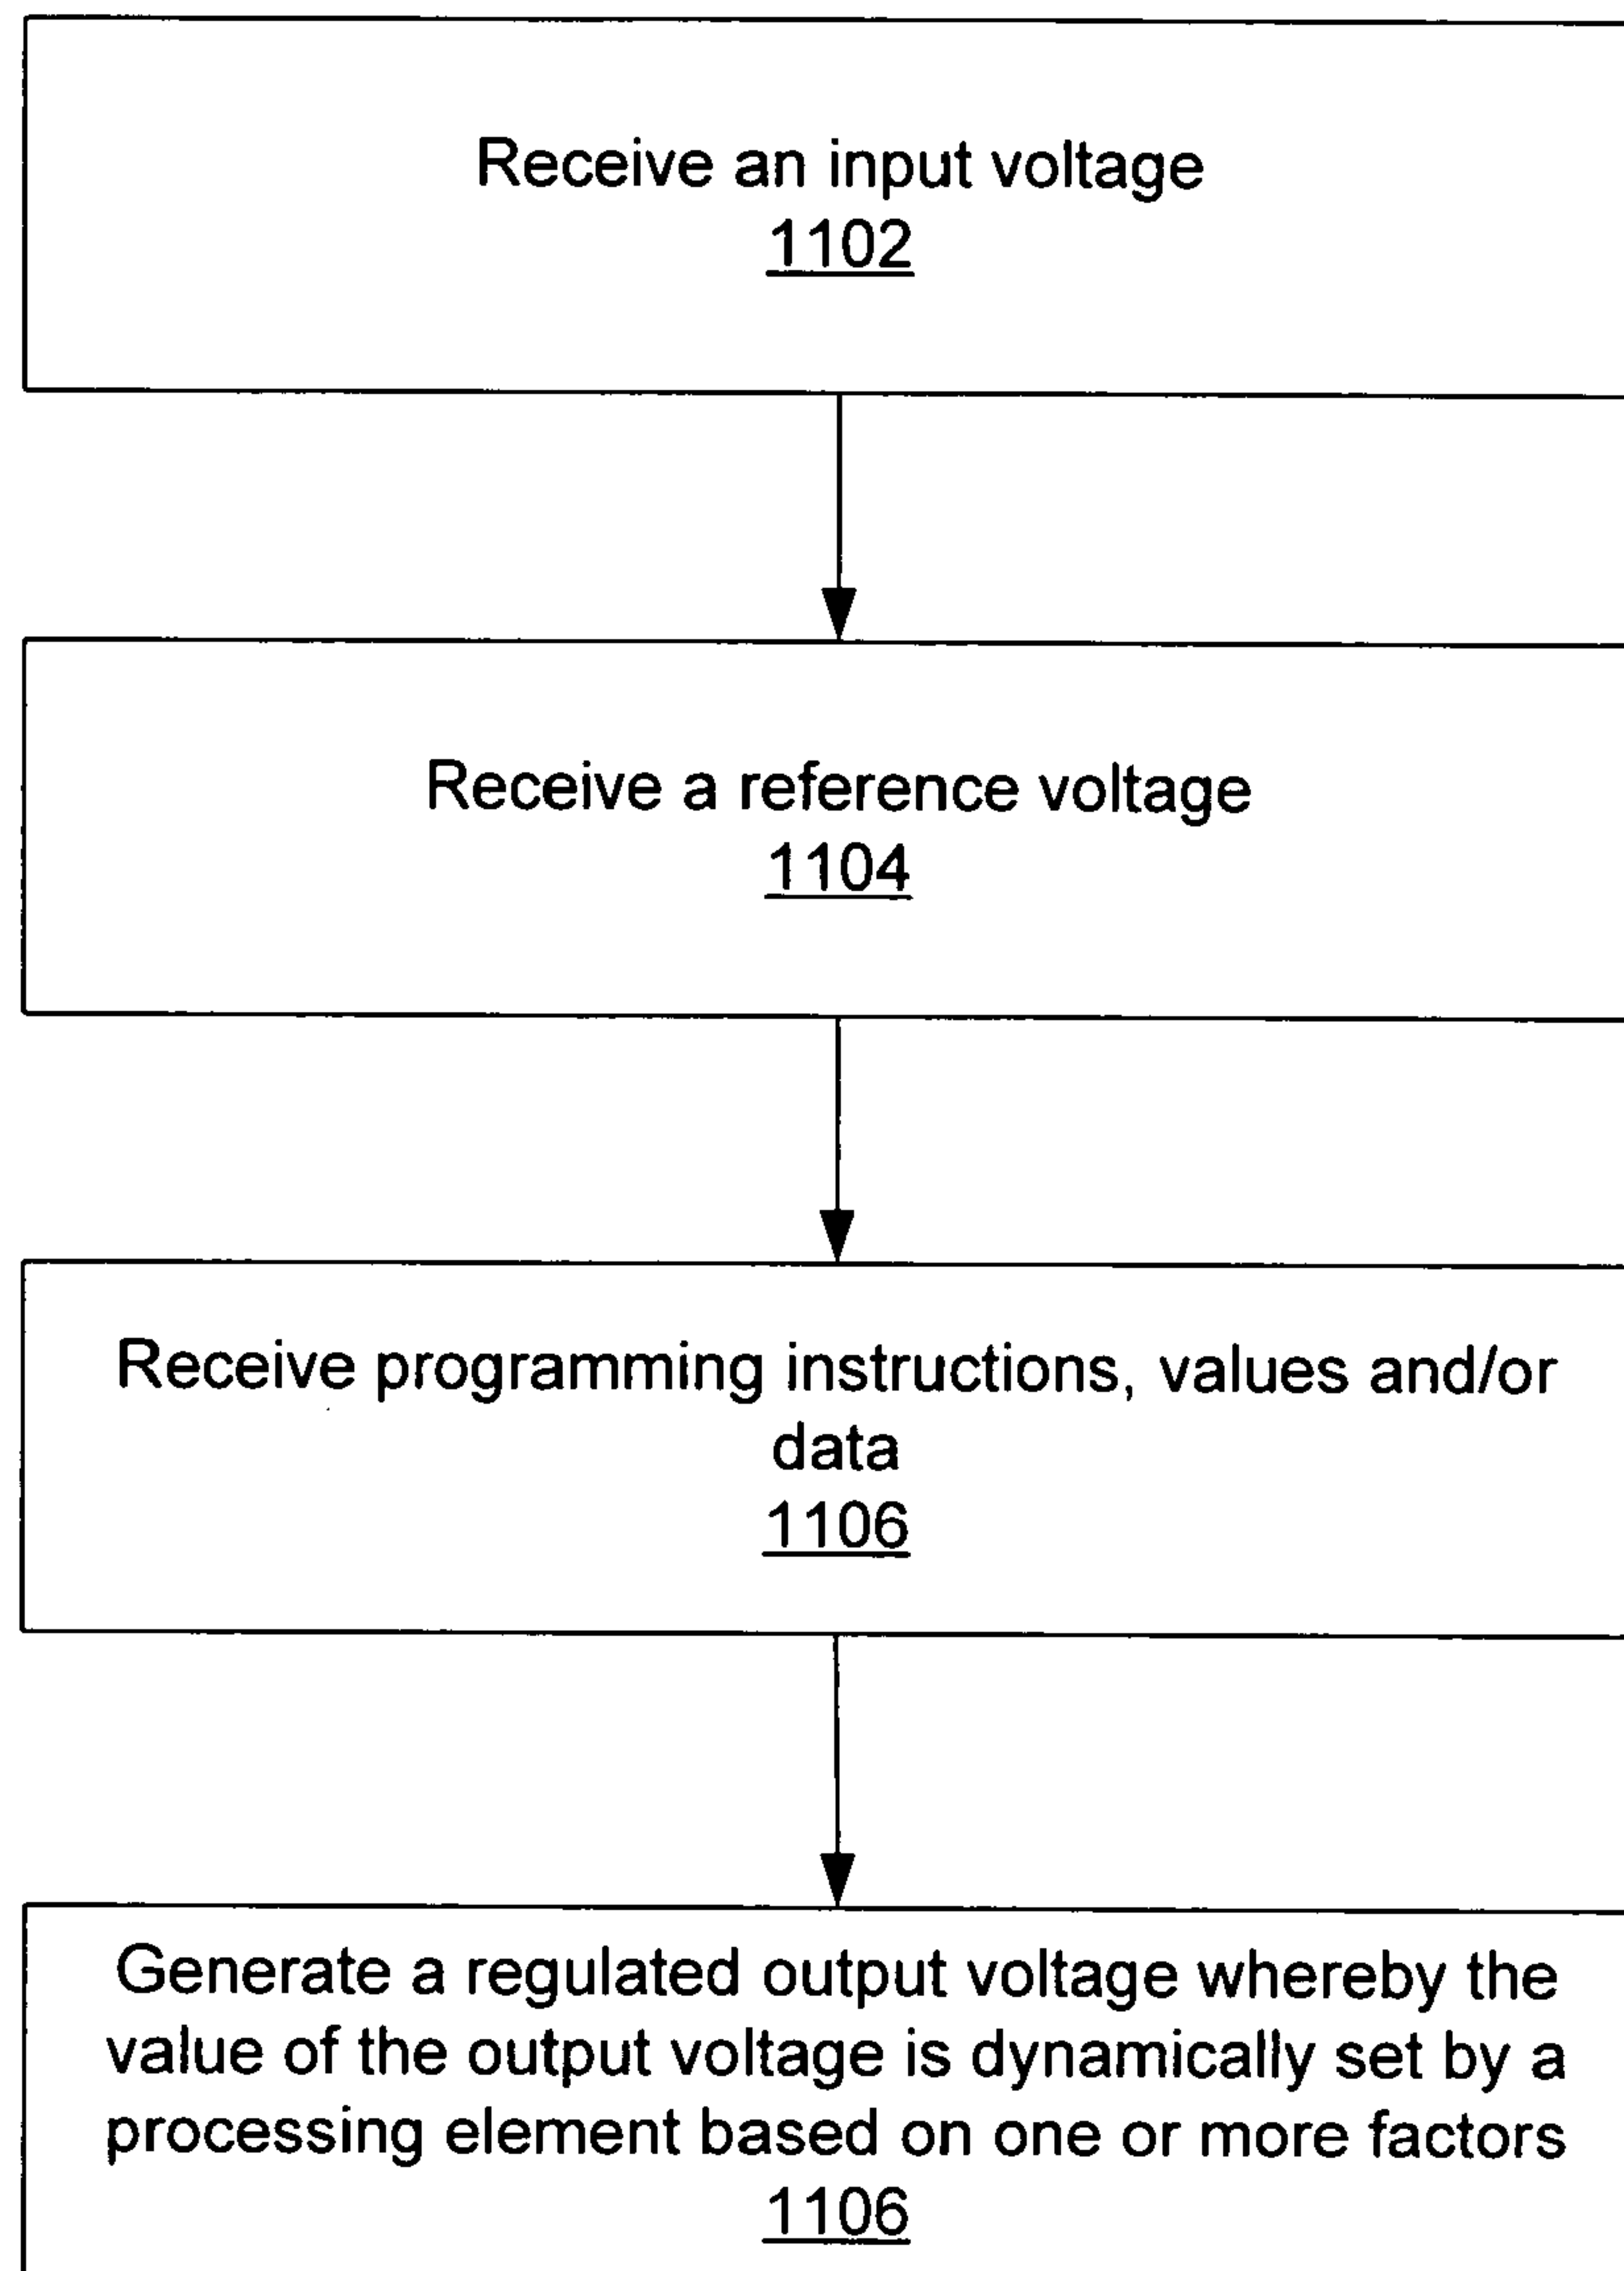 Receive an input voltage
1102
Receive a reference voltage
1104
Receive programming instructions, values and/or
data
1106
Generate a regulated output voltage whereby the
value of the output voltage is dynamically set by a
processing element based on one or more factors
1106